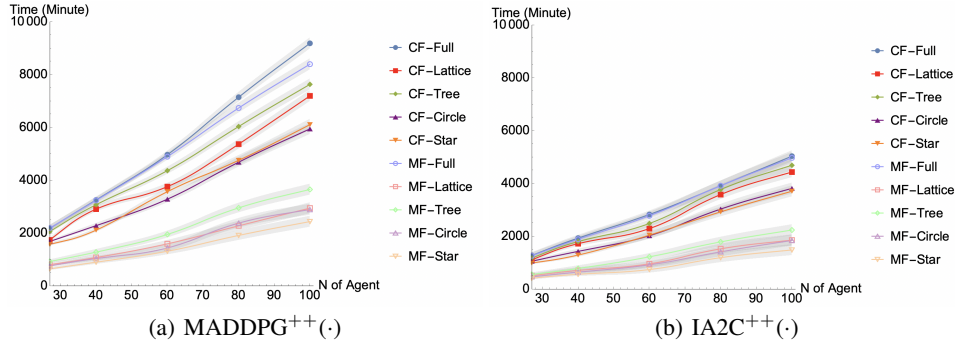 Time (Minute)
10 000
8000
6000
4000
2000
0
30 40 50 60 70 80 90 100
N of Agent
CF-Full
CF-Lattice
CF-Tree
CF-Circle
CF-Star
MF-Full
MF-Lattice
MF-Tree
MF-Circle
MF-Star
(a) MADDPG++(·)
Time (Minute)
10 000
8000
6000
4000
2000
0
30 40 50 60 70 80 90 100
N of Agent
CF-Full
CF-Lattice
CF-Tree
CF-Circle
CF-Star
MF-Full
MF-Lattice
MF-Tree
MF-Circle
MF-Star
(b) IA2C++(·)